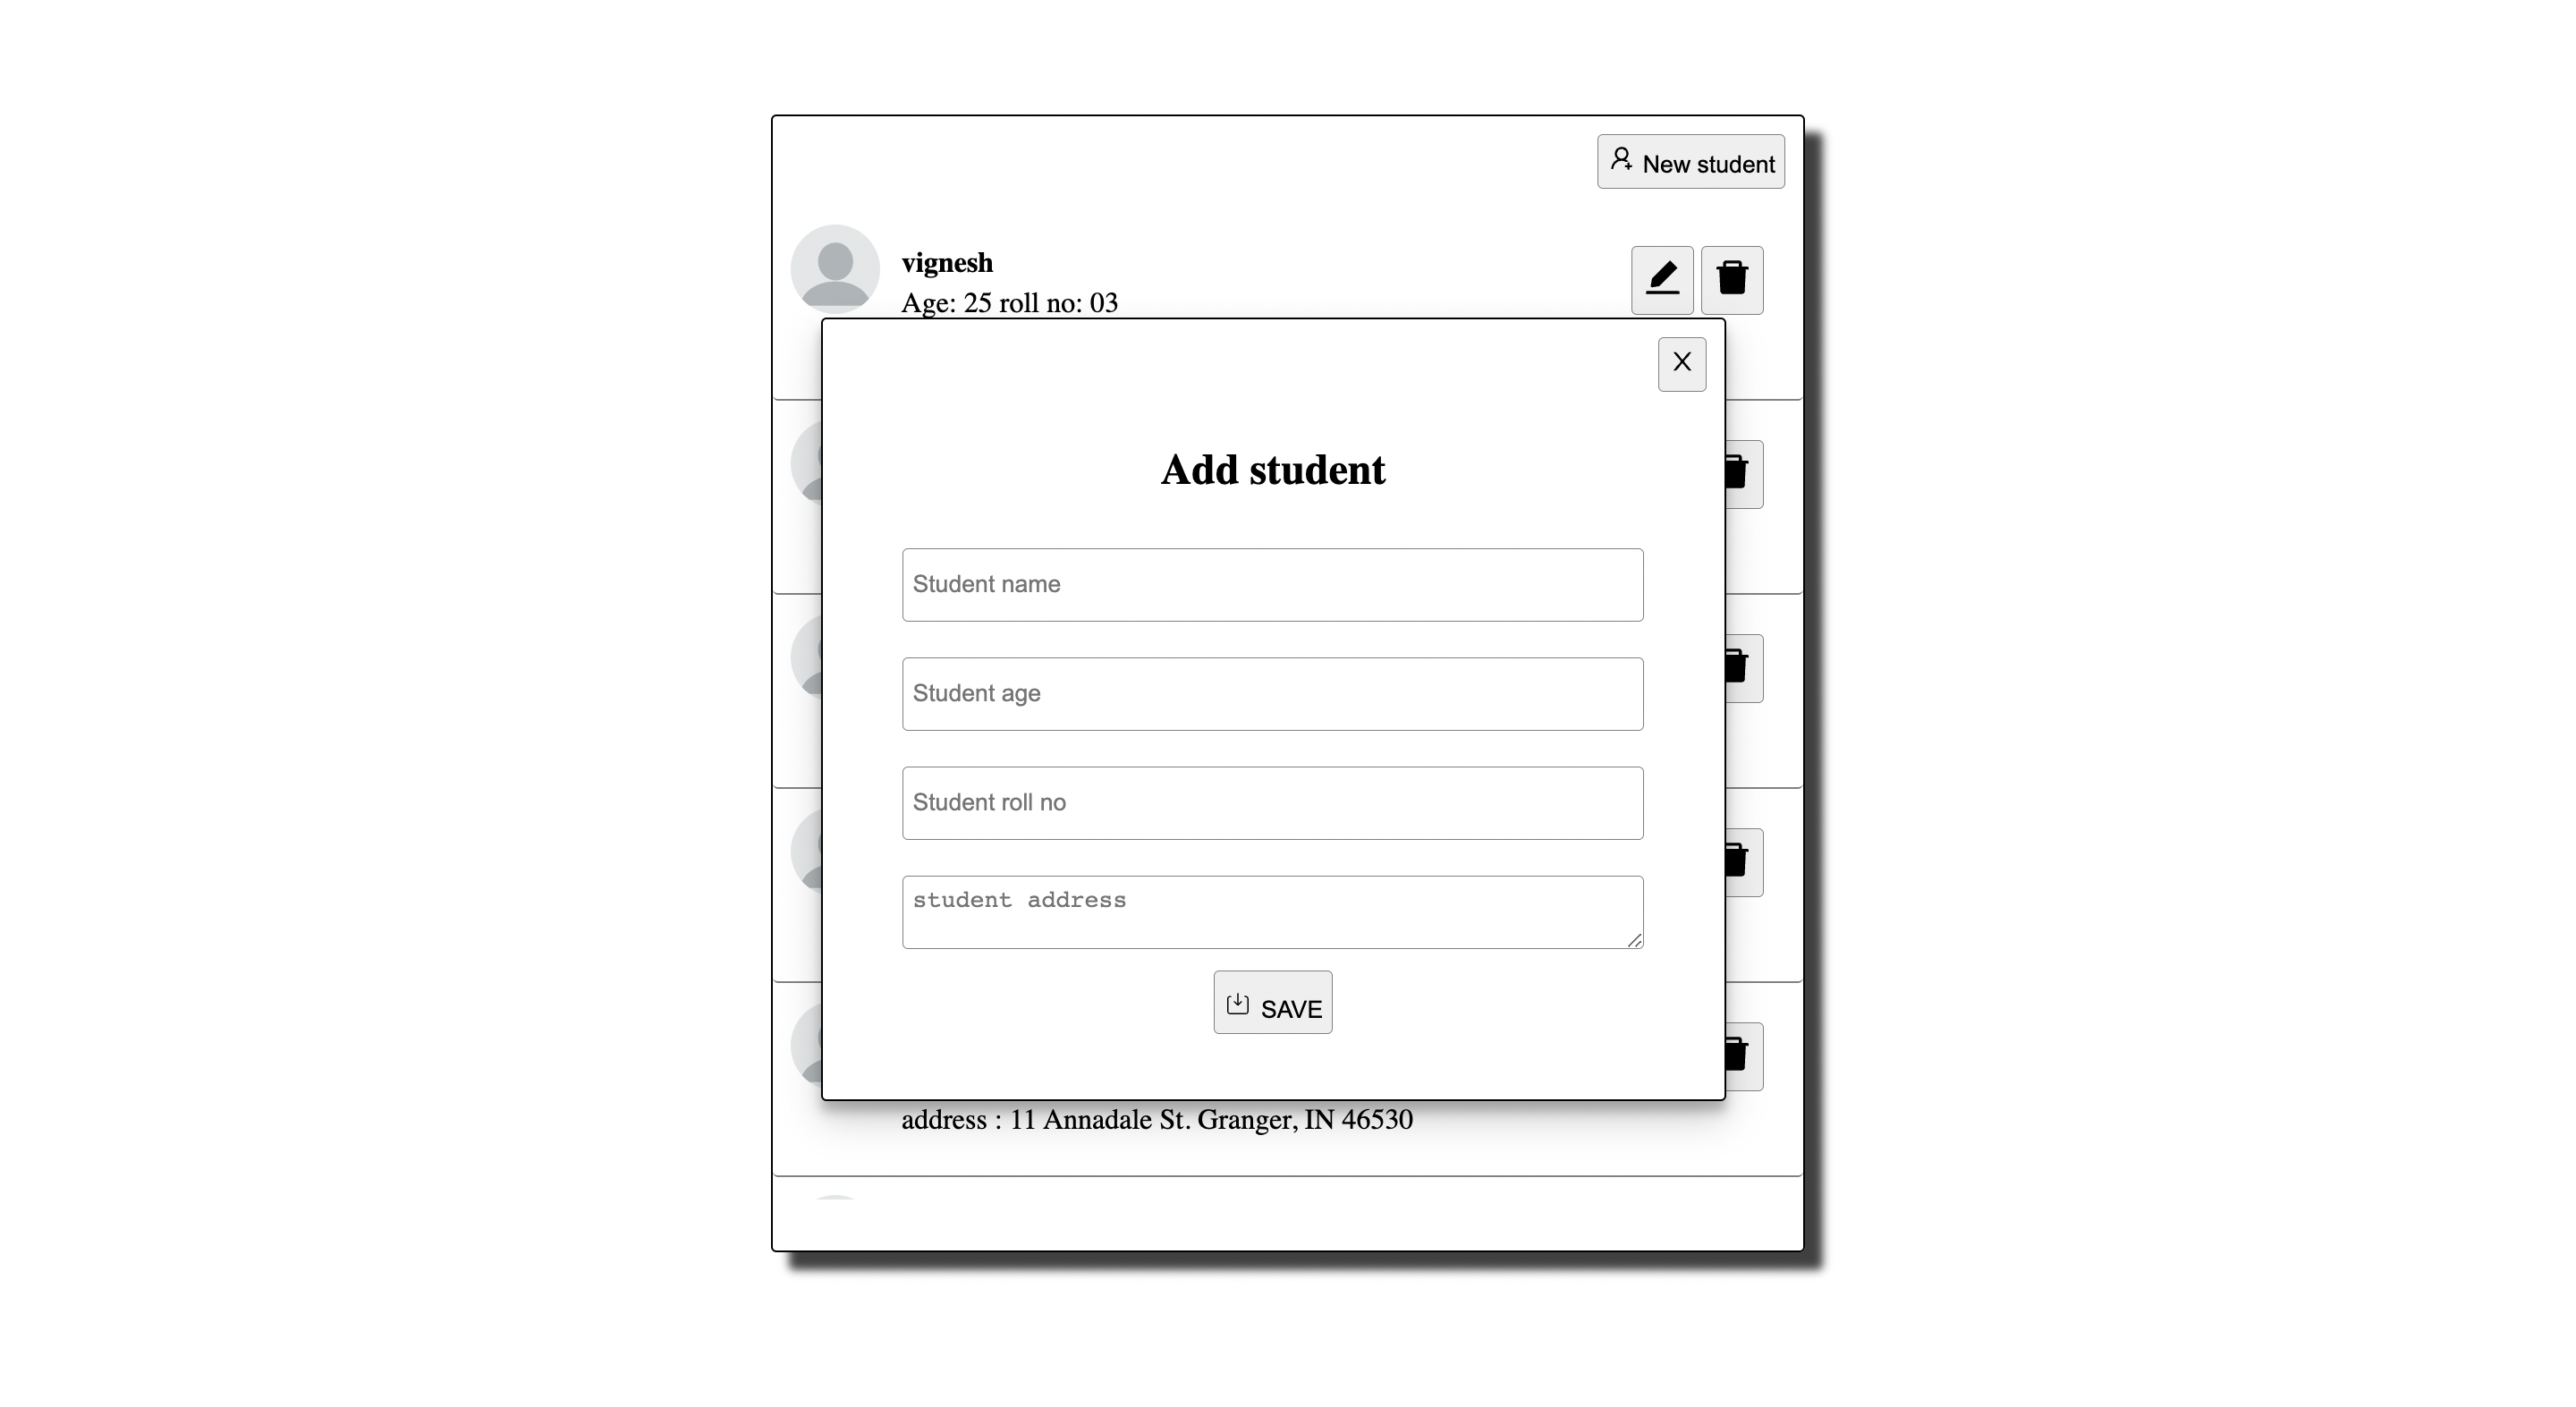 New student
vignesh
Age: 25 roll no: 03
X
Add student
Student name
Student age
Student roll no
student address
SAVE
address : 11 Annadale St. Granger, IN 46530